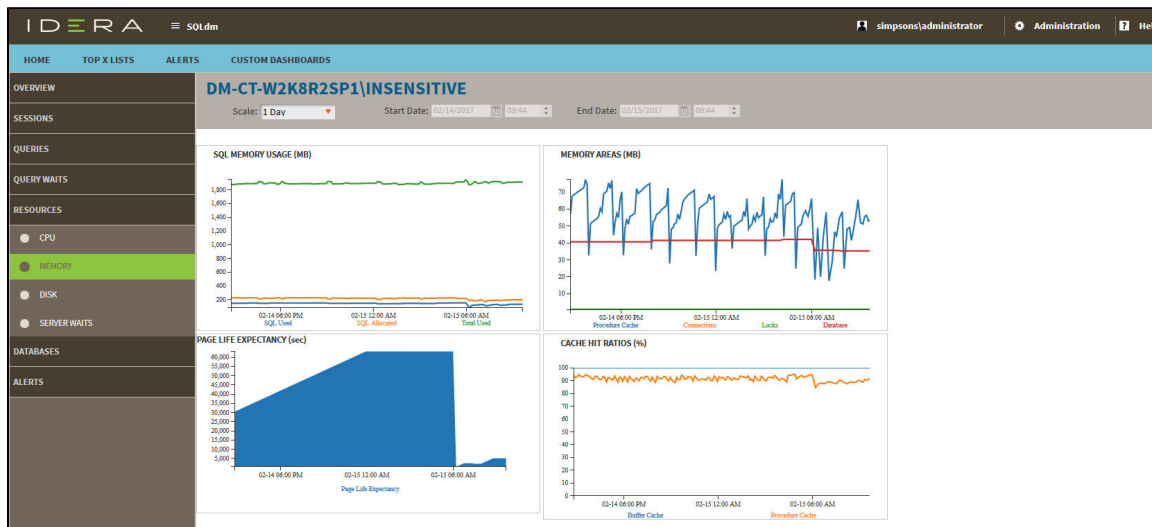 IDERA SQLdm simpsons\administrator Administration ? Hel
HOME TOP X LISTS ALERTS CUSTOM DASHBOARDS
OVERVIEW
SESSIONS
QUERIES
QUERY WAITS
RESOURCES
CPU
MEMORY
DISK
SERVER WAITS
DATABASES
ALERTS
DM-CT-W2K8R2SP1\INSENSITIVE
Scale: 1 Day Start Date: 02/14/2017 09:44 End Date: 02/15/2017 09:44
SQL MEMORY USAGE (MB)
1,800
1,600
1,400
1,200
1,000
800
600
400
200
02-14 06:00 PM 02-15 12:00 AM 02-15 06:00 AM
SQL Used SQL Allocated Total Used
MEMORY AREAS (MB)
70
60
50
40
30
20
10
02-14 06:00 PM 02-15 12:00 AM 02-15 06:00 AM
Procedure Cache Connections Locks Database
PAGE LIFE EXPECTANCY (sec)
60,000
55,000
50,000
45,000
40,000
35,000
30,000
25,000
20,000
15,000
10,000
5,000
02-14 06:00 PM 02-15 12:00 AM 02-15 06:00 AM
Page Life Expectancy
CACHE HIT RATIOS (%)
100
90
80
70
60
50
40
30
20
10
0
02-14 06:00 PM 02-15 12:00 AM 02-15 06:00 AM
Buffer Cache Procedure Cache